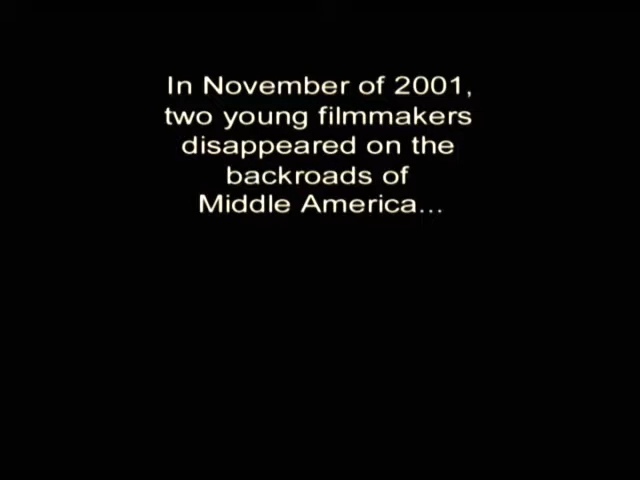 In November of 2001,
two young filmmakers
disappeared on the
backroads of
Middle America...